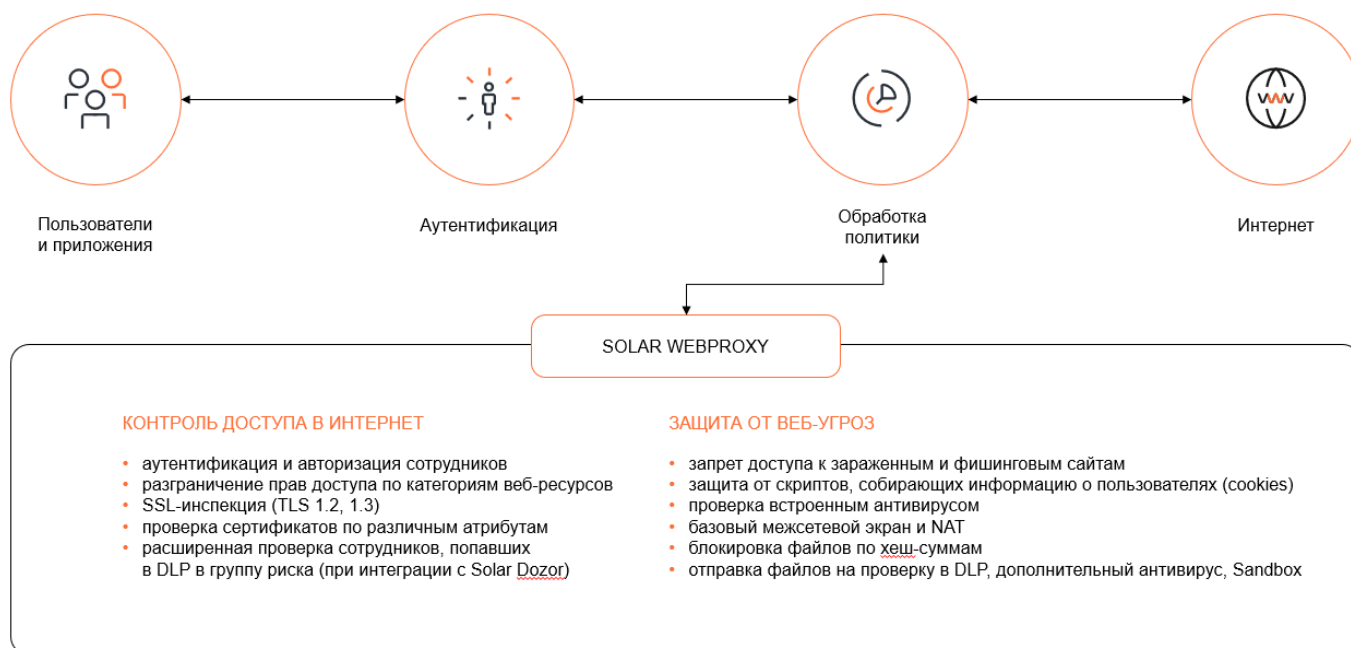 Пользователи
и приложения
Аутентификация
Обработка
политики
Интернет
SOLAR WEBPROXY
КОНТРОЛЬ ДОСТУПА В ИНТЕРНЕТ
• аутентификация и авторизация сотрудников
• разграничение прав доступа по категориям веб-ресурсов
• SSL-инспекция (TLS 1.2, 1.3)
• проверка сертификатов по различным атрибутам
• расширенная проверка сотрудников, попавших
в DLP в группу риска (при интеграции с Solar Dozor)
ЗАЩИТА ОТ ВЕБ-УГРОЗ
• запрет доступа к зараженным и фишинговым сайтам
• защита от скриптов, собирающих информацию о пользователях (cookies)
• проверка встроенным антивирусом
• базовый межсетевой экран и NAT
• блокировка файлов по хеш-суммам
• отправка файлов на проверку в DLP, дополнительный антивирус, Sandbox